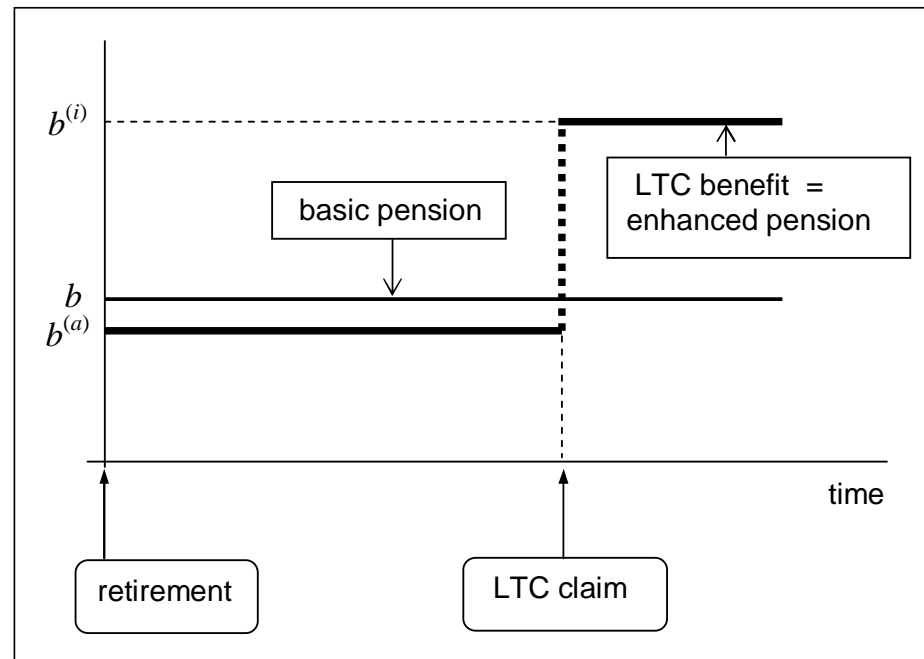 b^{(i)}
LTC benefit =
enhanced pension
basic pension
b
b^{(a)}
time
retirement
LTC claim